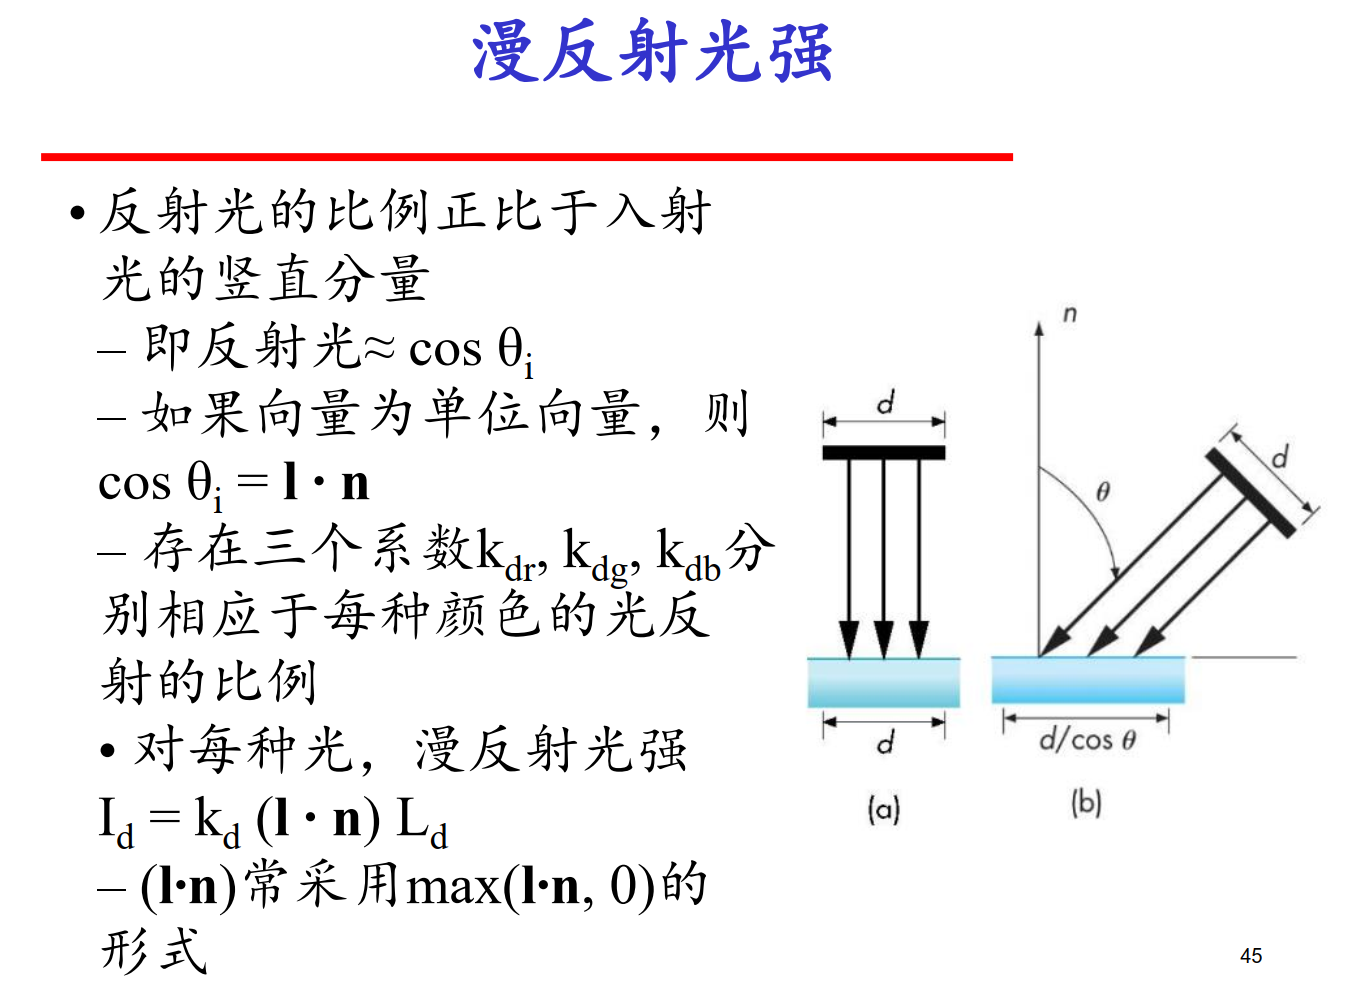 漫反射光强
• 反射光的比例正比于入射
光的竖直分量
– 即反射光≈ cos θi
– 如果向量为单位向量，则
cos θi = l · n
– 存在三个系数kdr, kdg, kdb分
别相应于每种颜色的光反
射的比例
• 对每种光，漫反射光强
Id = kd (l · n) Ld
– (l·n)常采用max(l·n, 0)的
形式
d
d
(a)
n
θ
d
d/cos θ
(b)
45